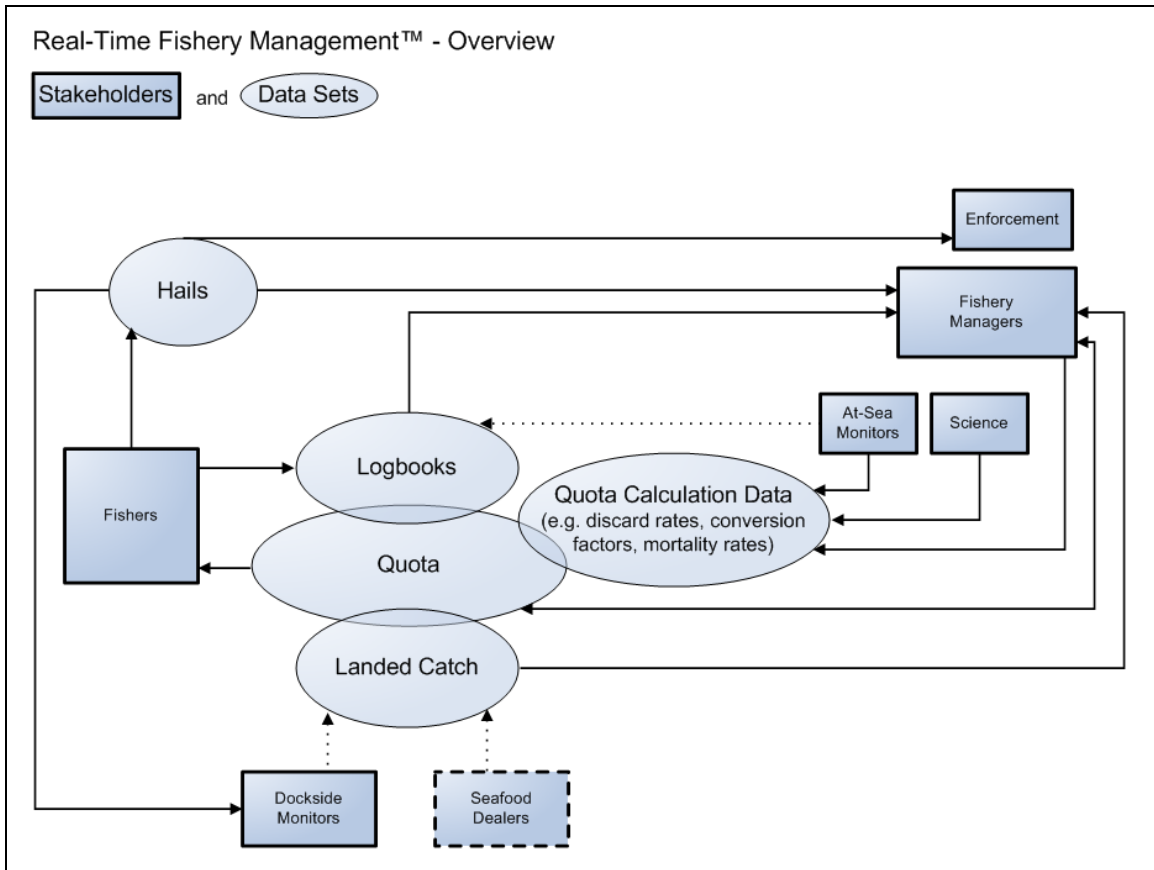 Real-Time Fishery Management™ - Overview
Stakeholders and Data Sets
Enforcement
Hails
Fishery
Managers
At-Sea
Monitors
Science
Logbooks
Quota Calculation Data
(e.g. discard rates, conversion
factors, mortality rates)
Fishers
Quota
Landed Catch
Dockside
Monitors
Seafood
Dealers